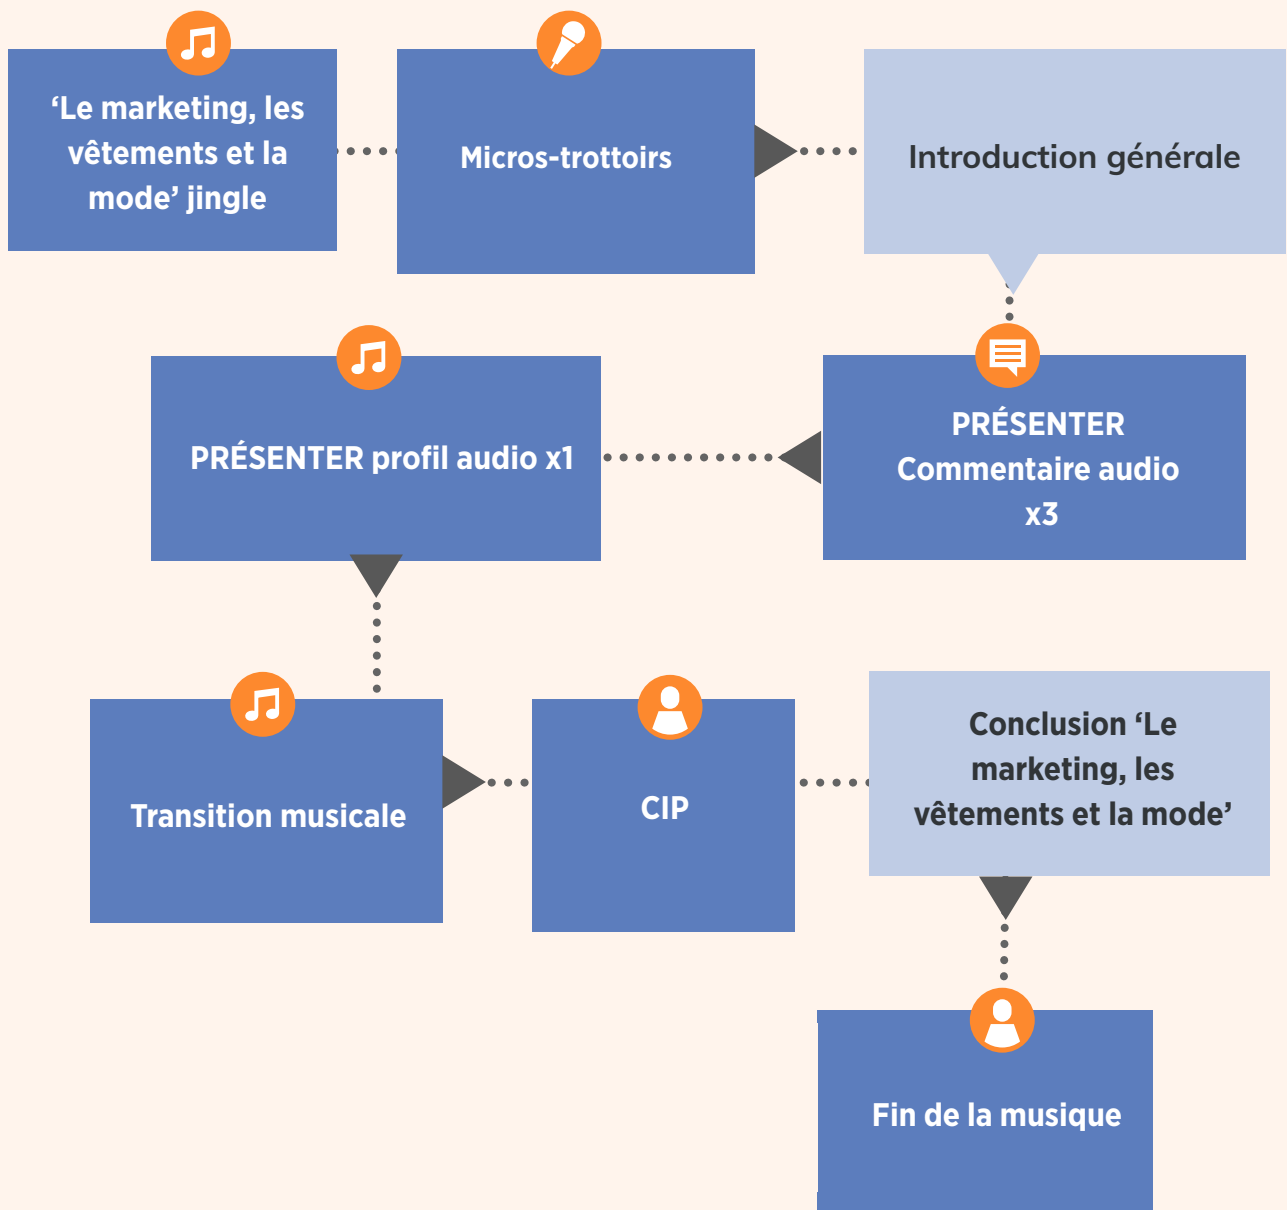 ‘Le marketing, les
vêtements et la
mode’ jingle
Micros-trottoirs
Introduction générale
PRÉSENTER
Commentaire audio
x3
PRÉSENTER profil audio x1
Transition musicale
CIP
Conclusion ‘Le
marketing, les
vêtements et la mode’
Fin de la musique